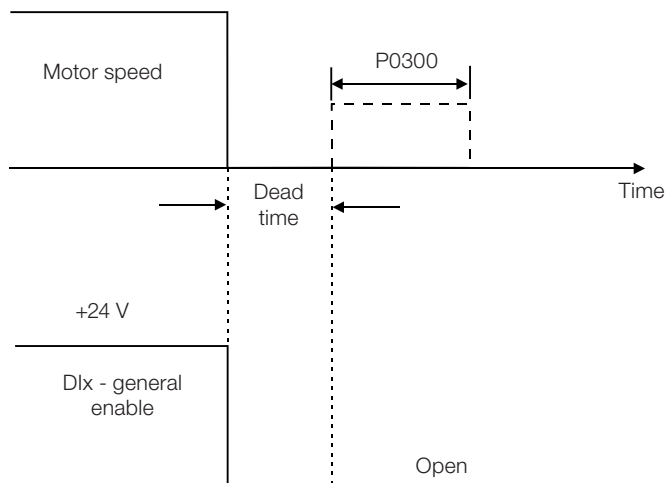 P0300
Motor speed
Dead
time
Time
+24 V
DIx - general
enable
Open